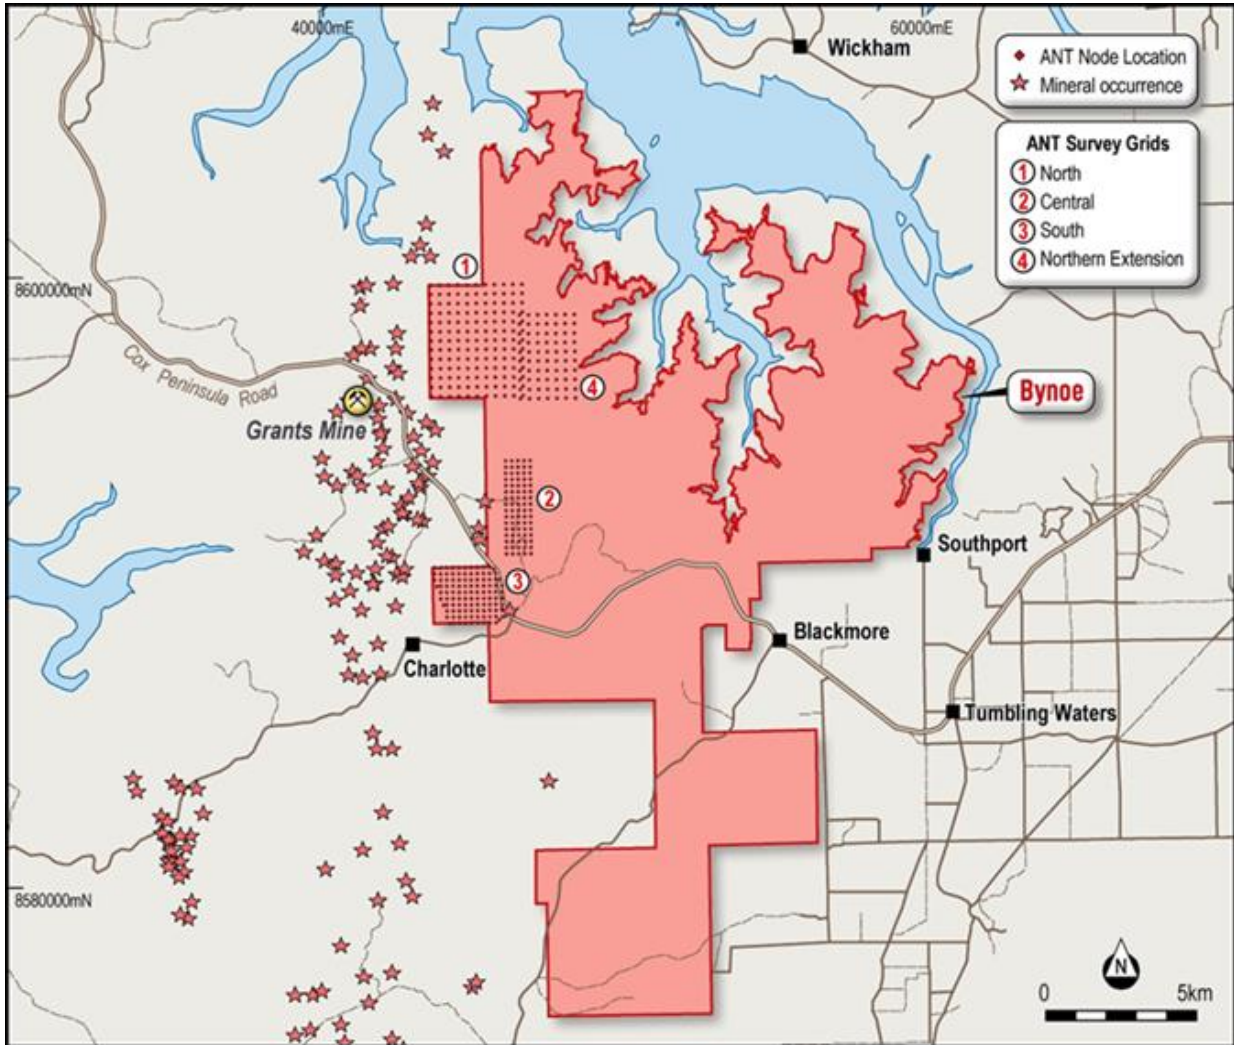 40000mE
60000mE
Wickham
ANT Node Location
Mineral occurrence
ANT Survey Grids
1 North
2 Central
3 South
4 Northern Extension
1
8600000mN
Cox Peninsula Road
4
Bynoe
Grants Mine
2
Southport
3
Blackmore
Charlotte
Tumbling Waters
8580000mN
N
0 5km